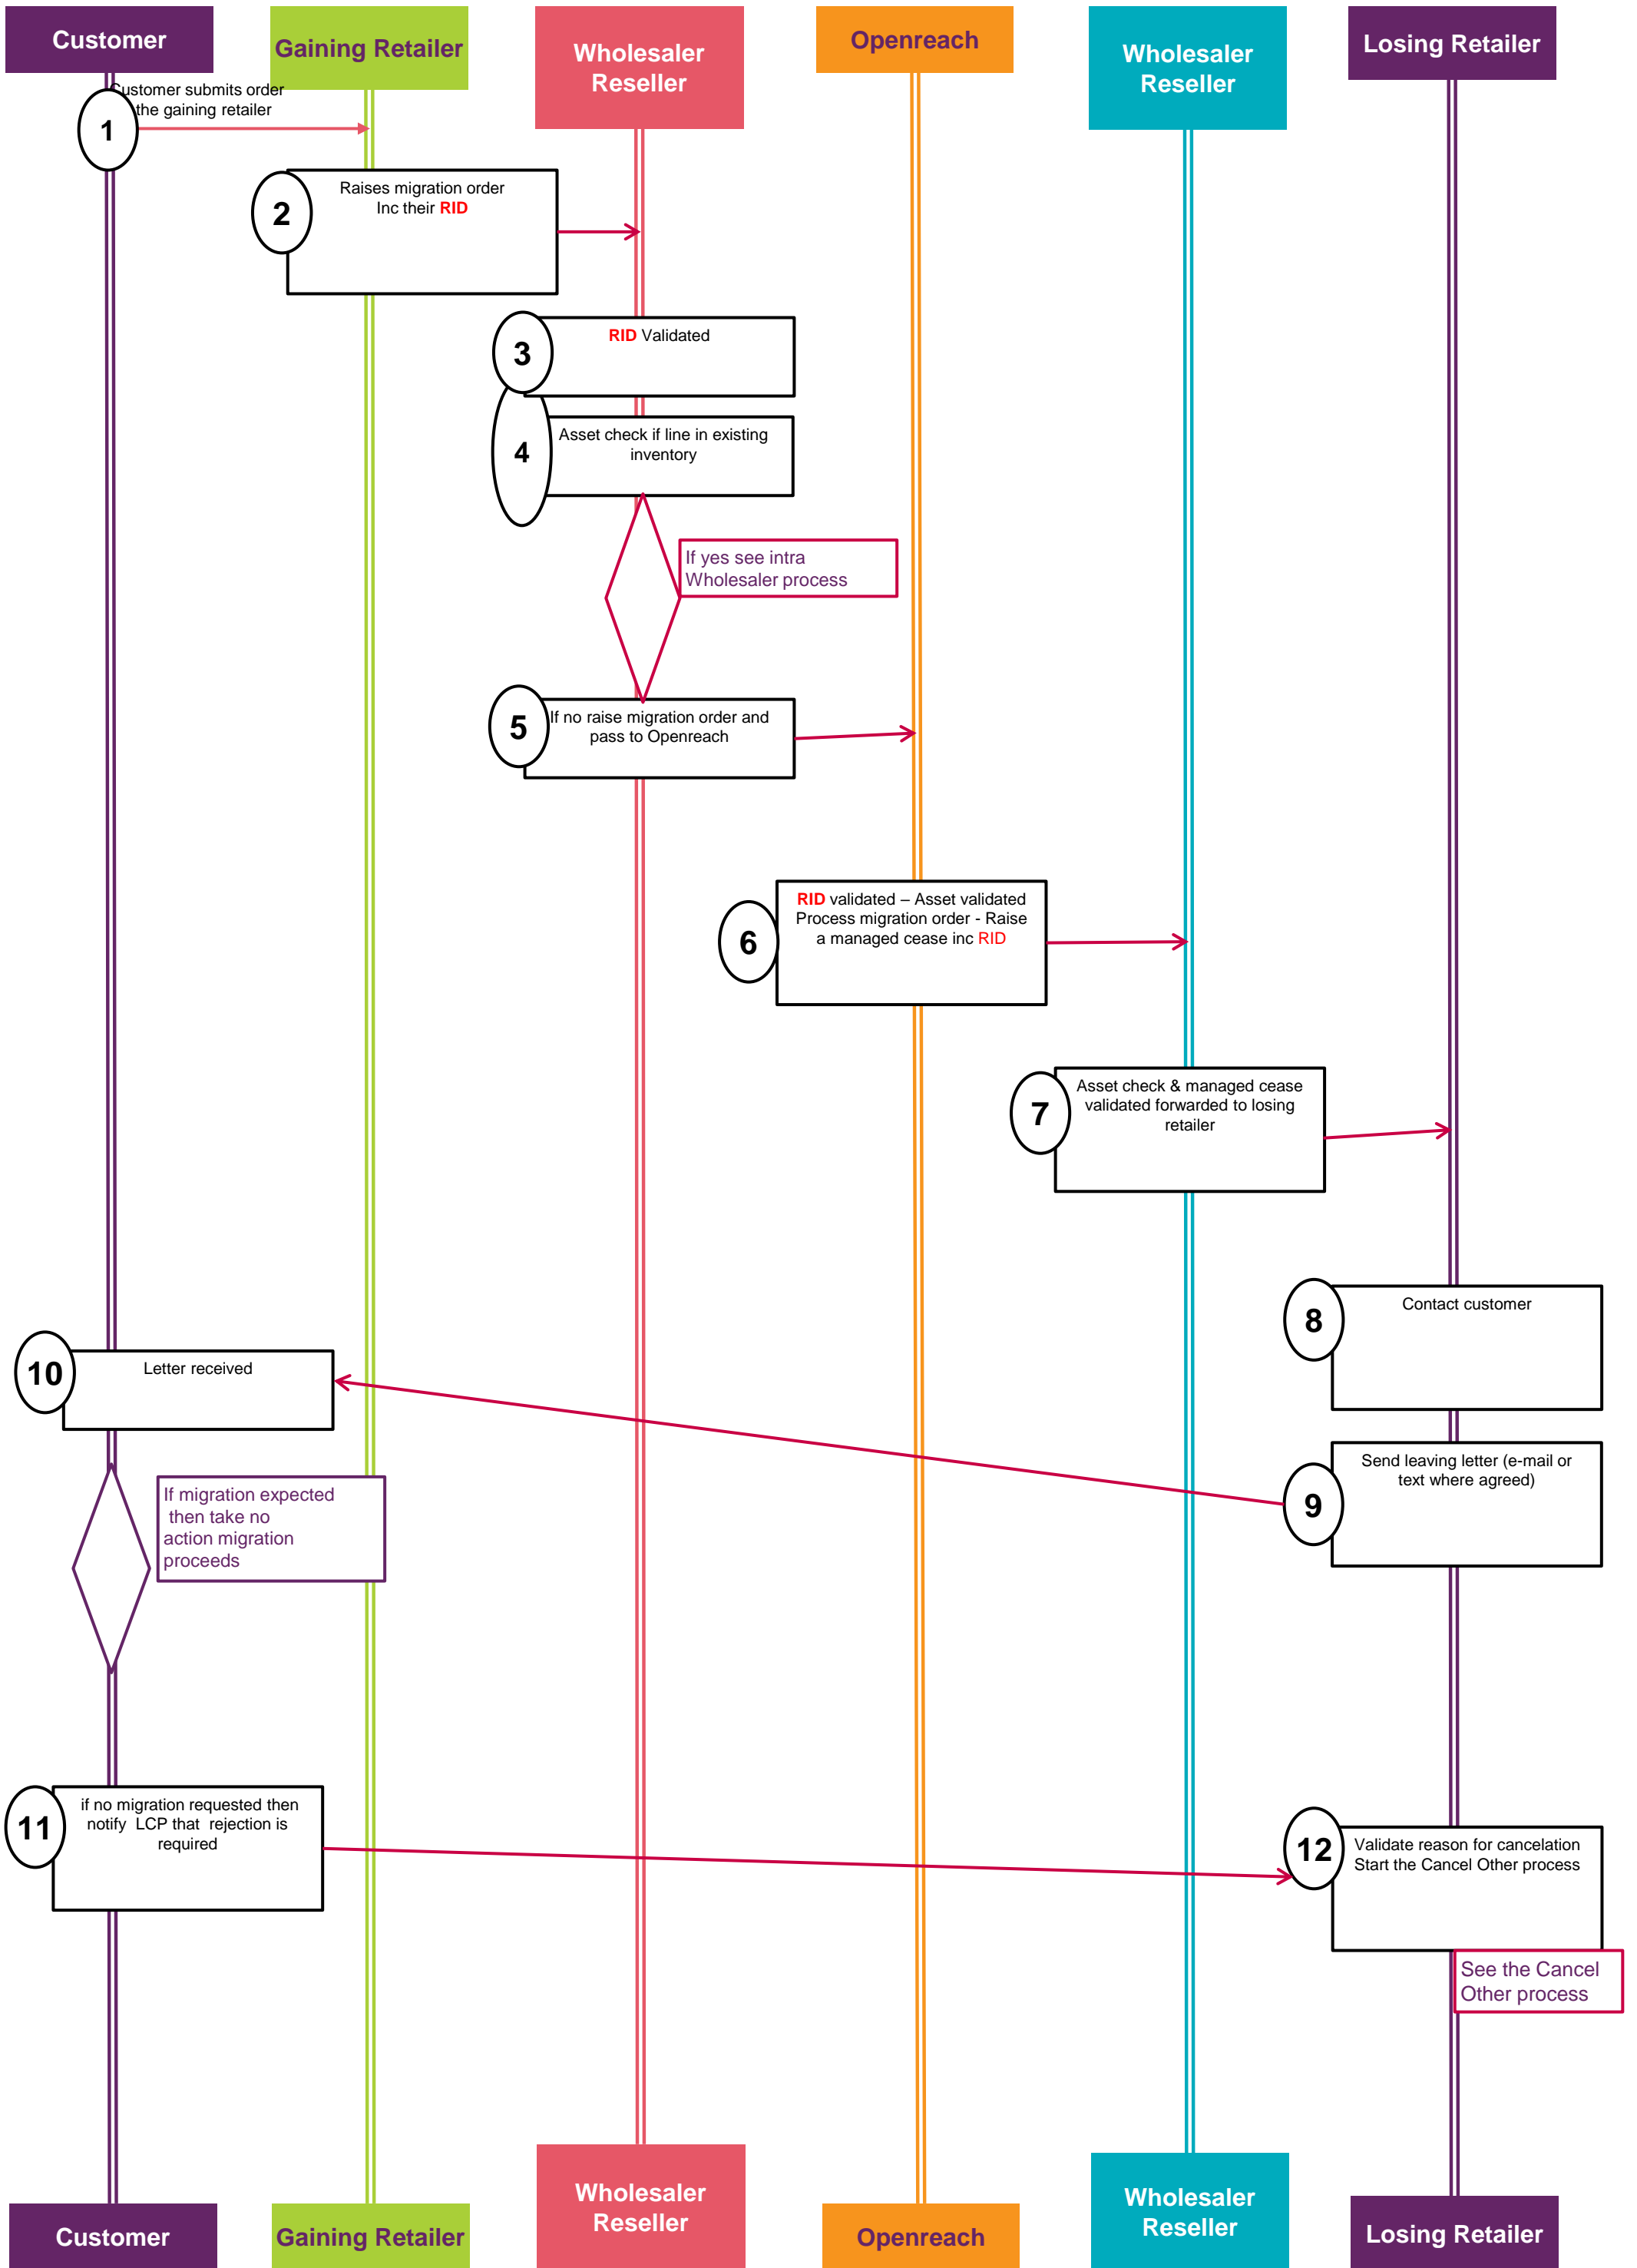 Customer
Gaining Retailer
Wholesaler
Reseller
Openreach
Wholesaler
Reseller
Losing Retailer
Customer submits order
the gaining retailer
1
2
Raises migration order
Inc their RID
3
RID Validated
4
Asset check if line in existing
inventory
If yes see intra
Wholesaler process
5
If no raise migration order and
pass to Openreach
6
RID validated – Asset validated
Process migration order - Raise
a managed cease inc RID
7
Asset check & managed cease
validated forwarded to losing
retailer
8
Contact customer
10
Letter received
9
Send leaving letter (e-mail or
text where agreed)
If migration expected
then take no
action migration
proceeds
11
if no migration requested then
notify LCP that rejection is
required
12
Validate reason for cancelation
Start the Cancel Other process
See the Cancel
Other process
Customer
Gaining Retailer
Wholesaler
Reseller
Openreach
Wholesaler
Reseller
Losing Retailer